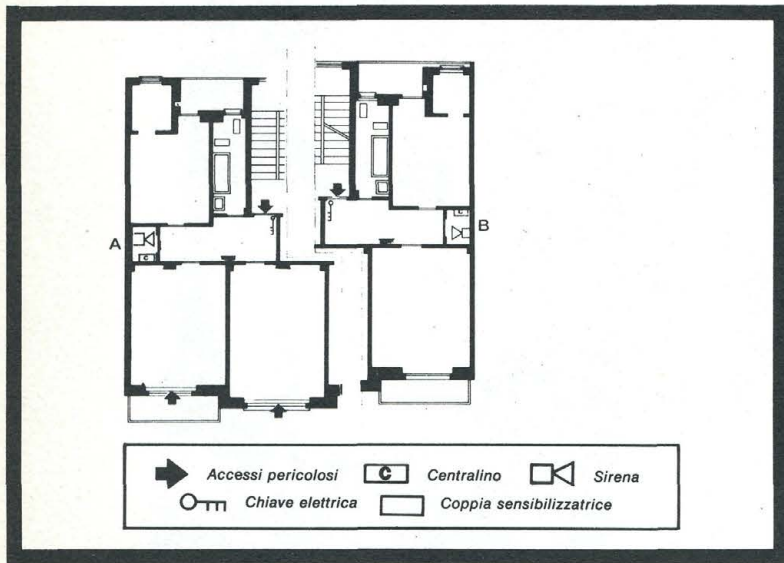 A
B
C
C
Accessi pericolosi C Centralino Sirena
Chiave elettrica Coppia sensibilizzatrice